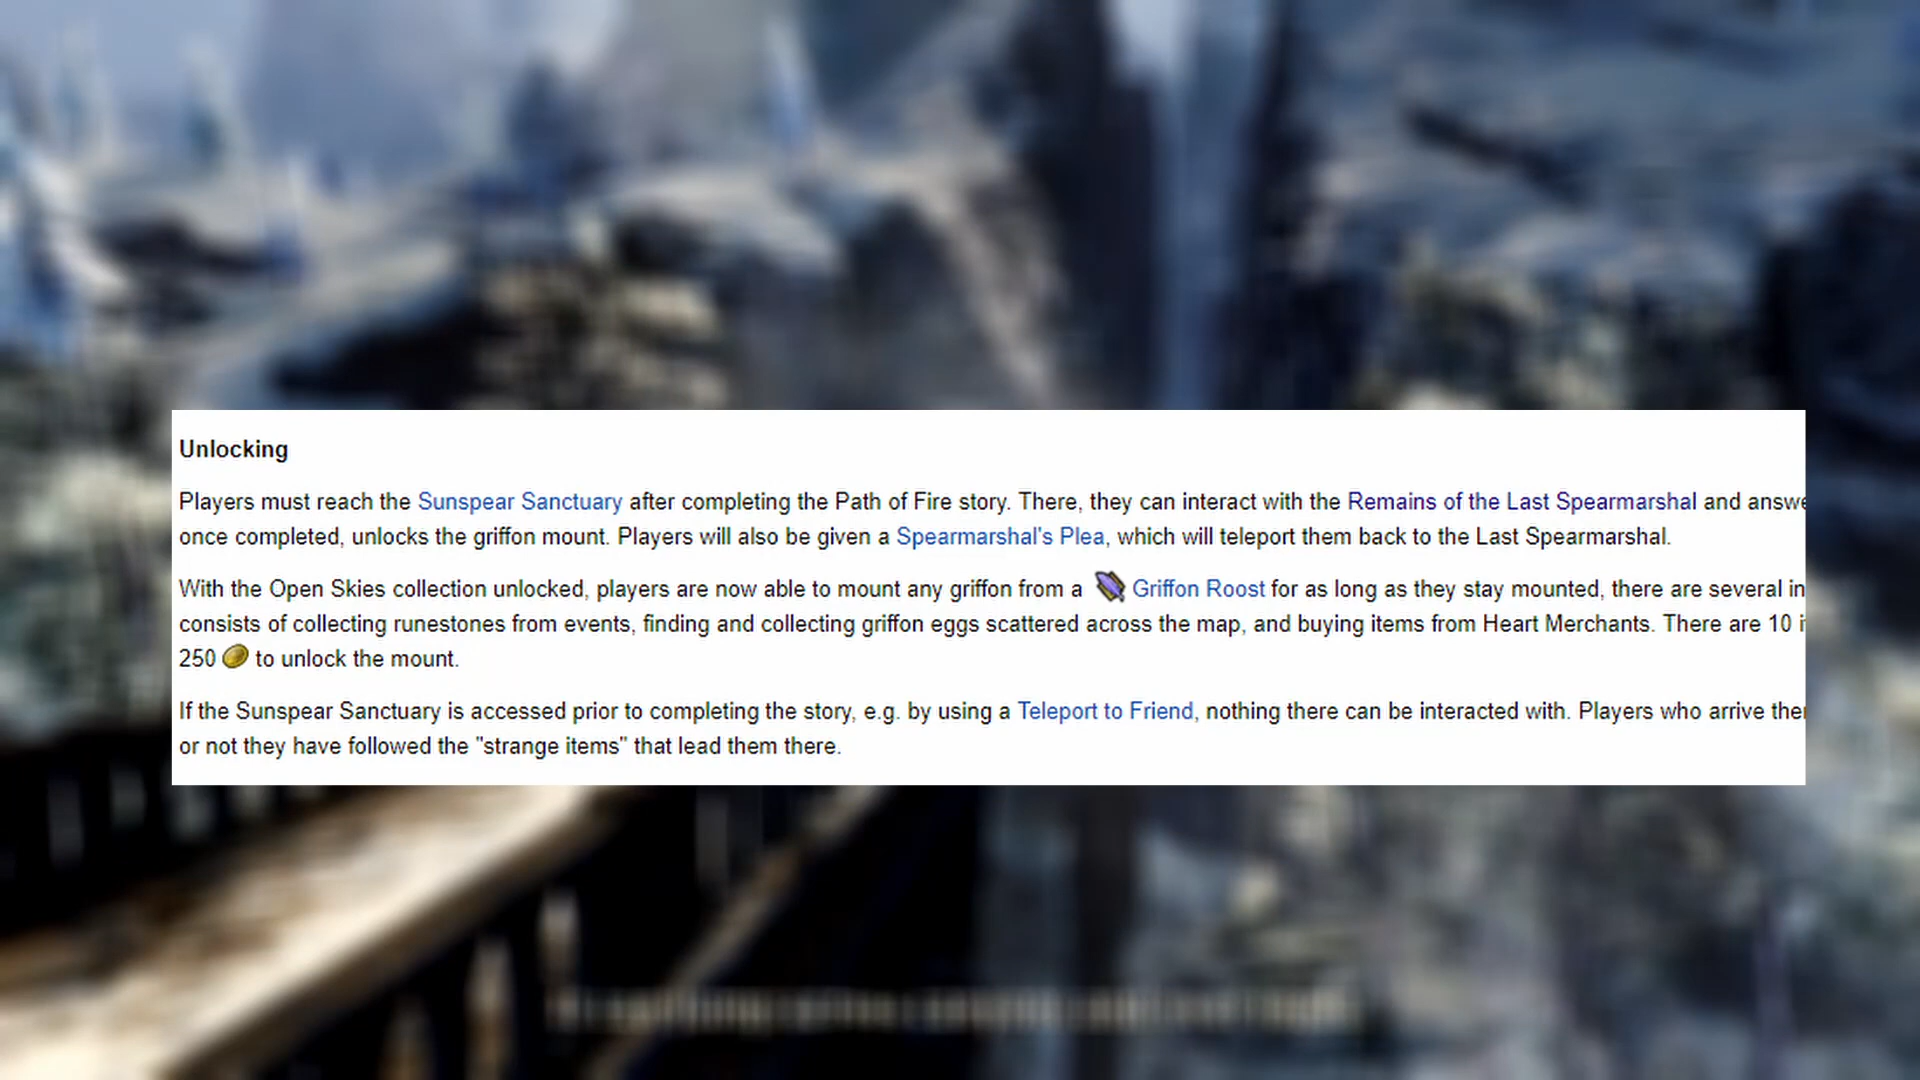 Unlocking
Players must reach the Sunspear Sanctuary after completing the Path of Fire story. There, they can interact with the Remains of the Last Spearmarshal and answe
once completed, unlocks the griffon mount. Players will also be given a Spearmarshal's Plea, which will teleport them back to the Last Spearmarshal.
With the Open Skies collection unlocked, players are now able to mount any griffon from a Griffon Roost for as long as they stay mounted, there are several in
consists of collecting runestones from events, finding and collecting griffon eggs scattered across the map, and buying items from Heart Merchants. There are 10
250 to unlock the mount.
If the Sunspear Sanctuary is accessed prior to completing the story, e.g. by using a Teleport to Friend, nothing there can be interacted with. Players who arrive
or not they have followed the "strange items" that lead them there.